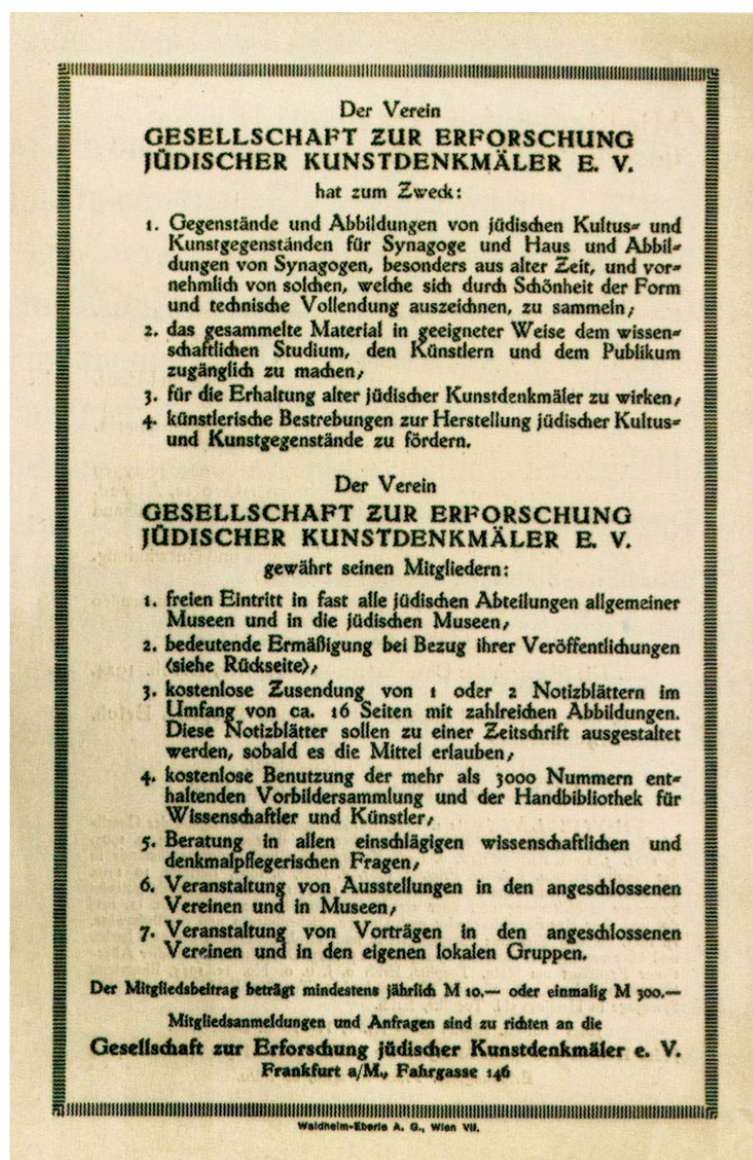 Der Verein
GESELLSCHAFT ZUR ERFORSCHUNG
JÜDISCHER KUNSTDENKMÄLER E. V.
hat zum Zweck:
1. Gegenstände und Abbildungen von jüdischen Kultus- und
Kunstgegenständen für Synagoge und Haus und Abbil-
dungen von Synagogen, besonders aus alter Zeit, und vor-
nehmlich von solchen, welche sich durch Schönheit der Form
und technische Vollendung auszeichnen, zu sammeln,
2. das gesammelte Material in geeigneter Weise dem wissen-
schaftlichen Studium, den Künstlern und dem Publikum
zugänglich zu machen,
3. für die Erhaltung alter jüdischer Kunstdenkmäler zu wirken,
4. künstlerische Bestrebungen zur Herstellung jüdischer Kultus-
und Kunstgegenstände zu fördern.
Der Verein
GESELLSCHAFT ZUR ERFORSCHUNG
JÜDISCHER KUNSTDENKMÄLER E. V.
gewährt seinen Mitgliedern:
1. freien Eintritt in fast alle jüdischen Abteilungen allgemeiner
Museen und in die jüdischen Museen,
2. bedeutende Ermäßigung bei Bezug ihrer Veröffentlichungen
(siehe Rückseite),
3. kostenlose Zusendung von 1 oder 2 Notizblättern im
Umfang von ca. 16 Seiten mit zahlreichen Abbildungen.
Diese Notizblätter sollen zu einer Zeitschrift ausgestaltet
werden, sobald es die Mittel erlauben,
4. kostenlose Benutzung der mehr als 3000 Nummern ent-
haltenden Vorbildersammlung und der Handbibliothek für
Wissenschaftler und Künstler,
5. Beratung in allen einschlägigen wissenschaftlichen und
denkmalpflegerischen Fragen,
6. Veranstaltung von Ausstellungen in den angeschlossenen
Vereinen und in Museen,
7. Veranstaltung von Vorträgen in den angeschlossenen
Vereinen und in den eigenen lokalen Gruppen.
Der Mitgliedsbeitrag beträgt mindestens jährlich M 10.— oder einmalig M 300.—
Mitgliedsanmeldungen und Anfragen sind zu richten an die
Gesellschaft zur Erforschung jüdischer Kunstdenkmäler e. V.
Frankfurt a/M., Fahrgasse 146
Waldheim-Eberle A. G., Wien VII.